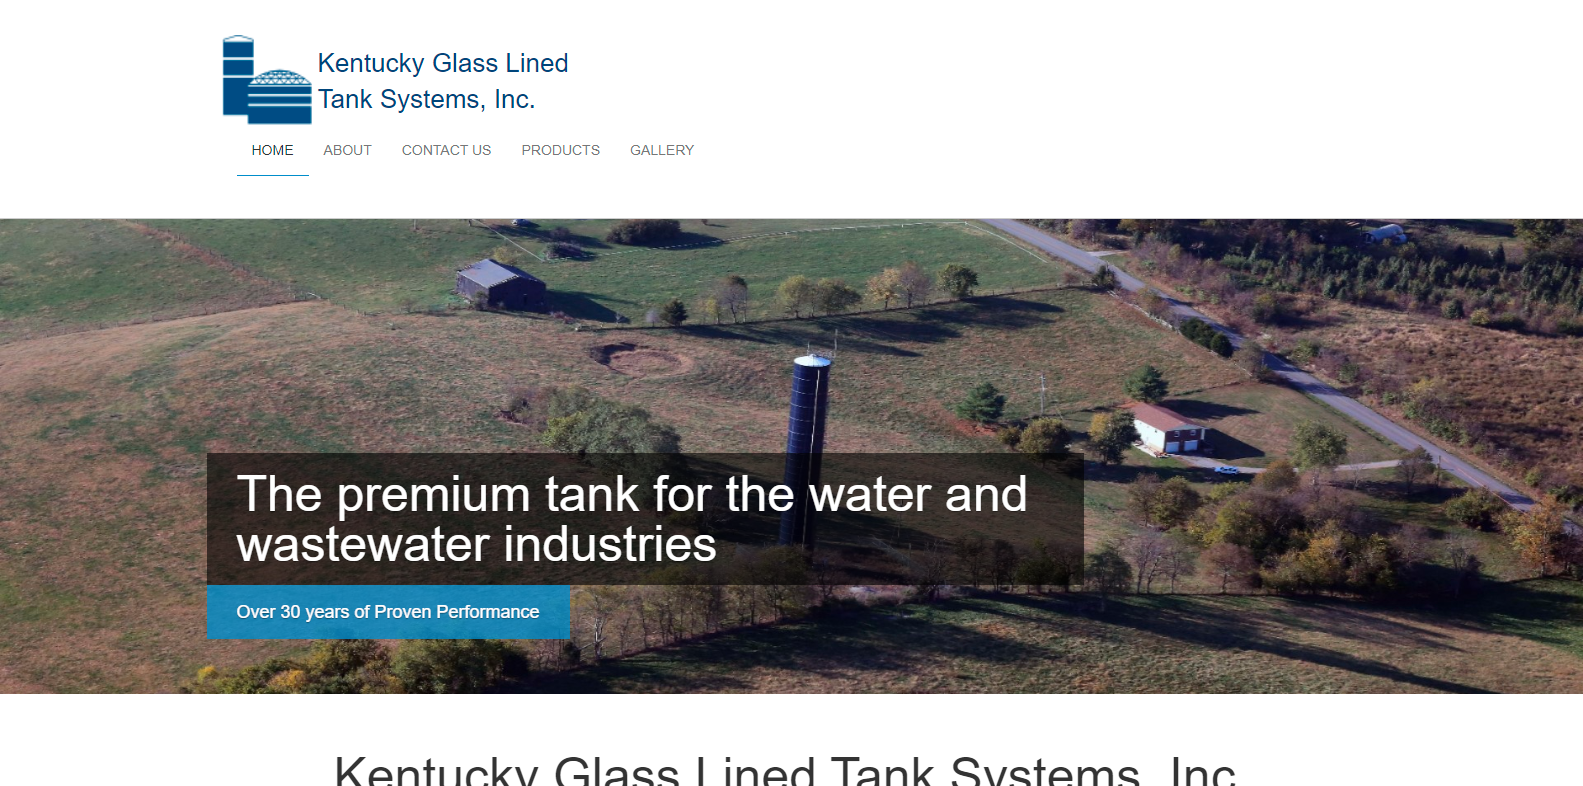 Kentucky Glass Lined
Tank Systems, Inc.
HOME ABOUT CONTACT US PRODUCTS GALLERY
The premium tank for the water and
wastewater industries
Over 30 years of Proven Performance
Kentucky Glass Lined Tank Systems, Inc